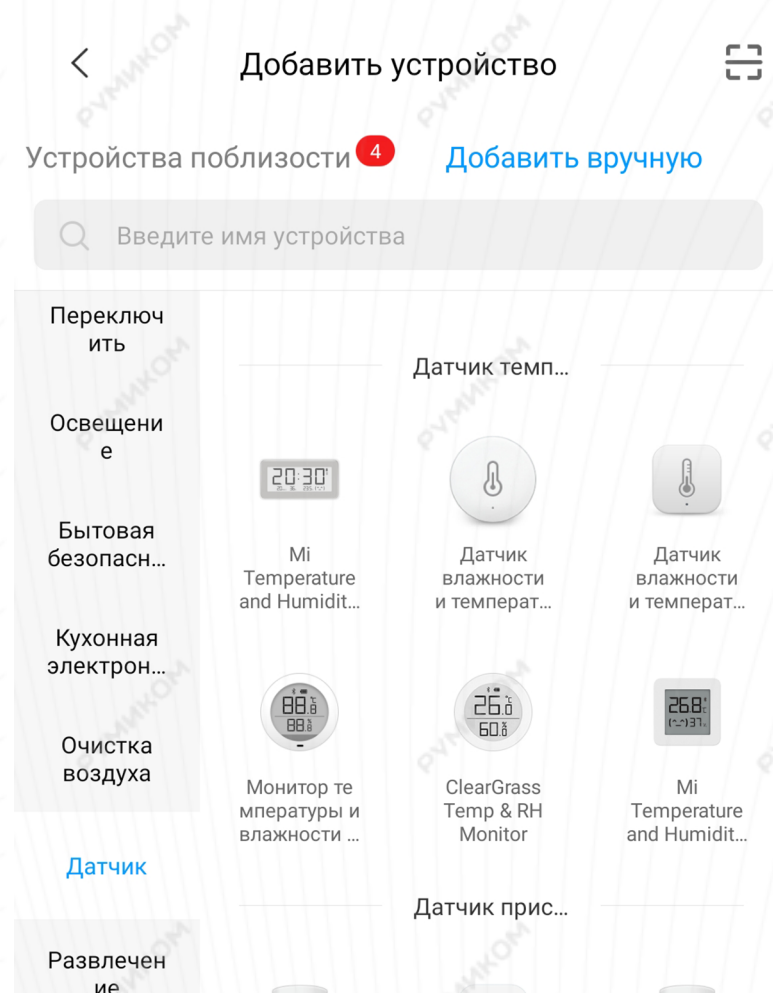 Добавить устройство
Устройства поблизости 4
Добавить вручную
Введите имя устройства
Переключ
ить
Освещени
е
Бытовая
безопасн...
Кухонная
электрон...
Очистка
воздуха
Датчик
Развлечен
ие
Датчик темп...
20:30
Mi
Temperature
and Humidit...
Датчик
влажности
и температ...
Датчик
влажности
и температ...
88.8
88.8
Монитор те
мпературы и
влажности ...
26.0
60.8
ClearGrass
Temp & RH
Monitor
26.8
(^_^) 37
Mi
Temperature
and Humidit...
Датчик прис...
РУМИКОМ